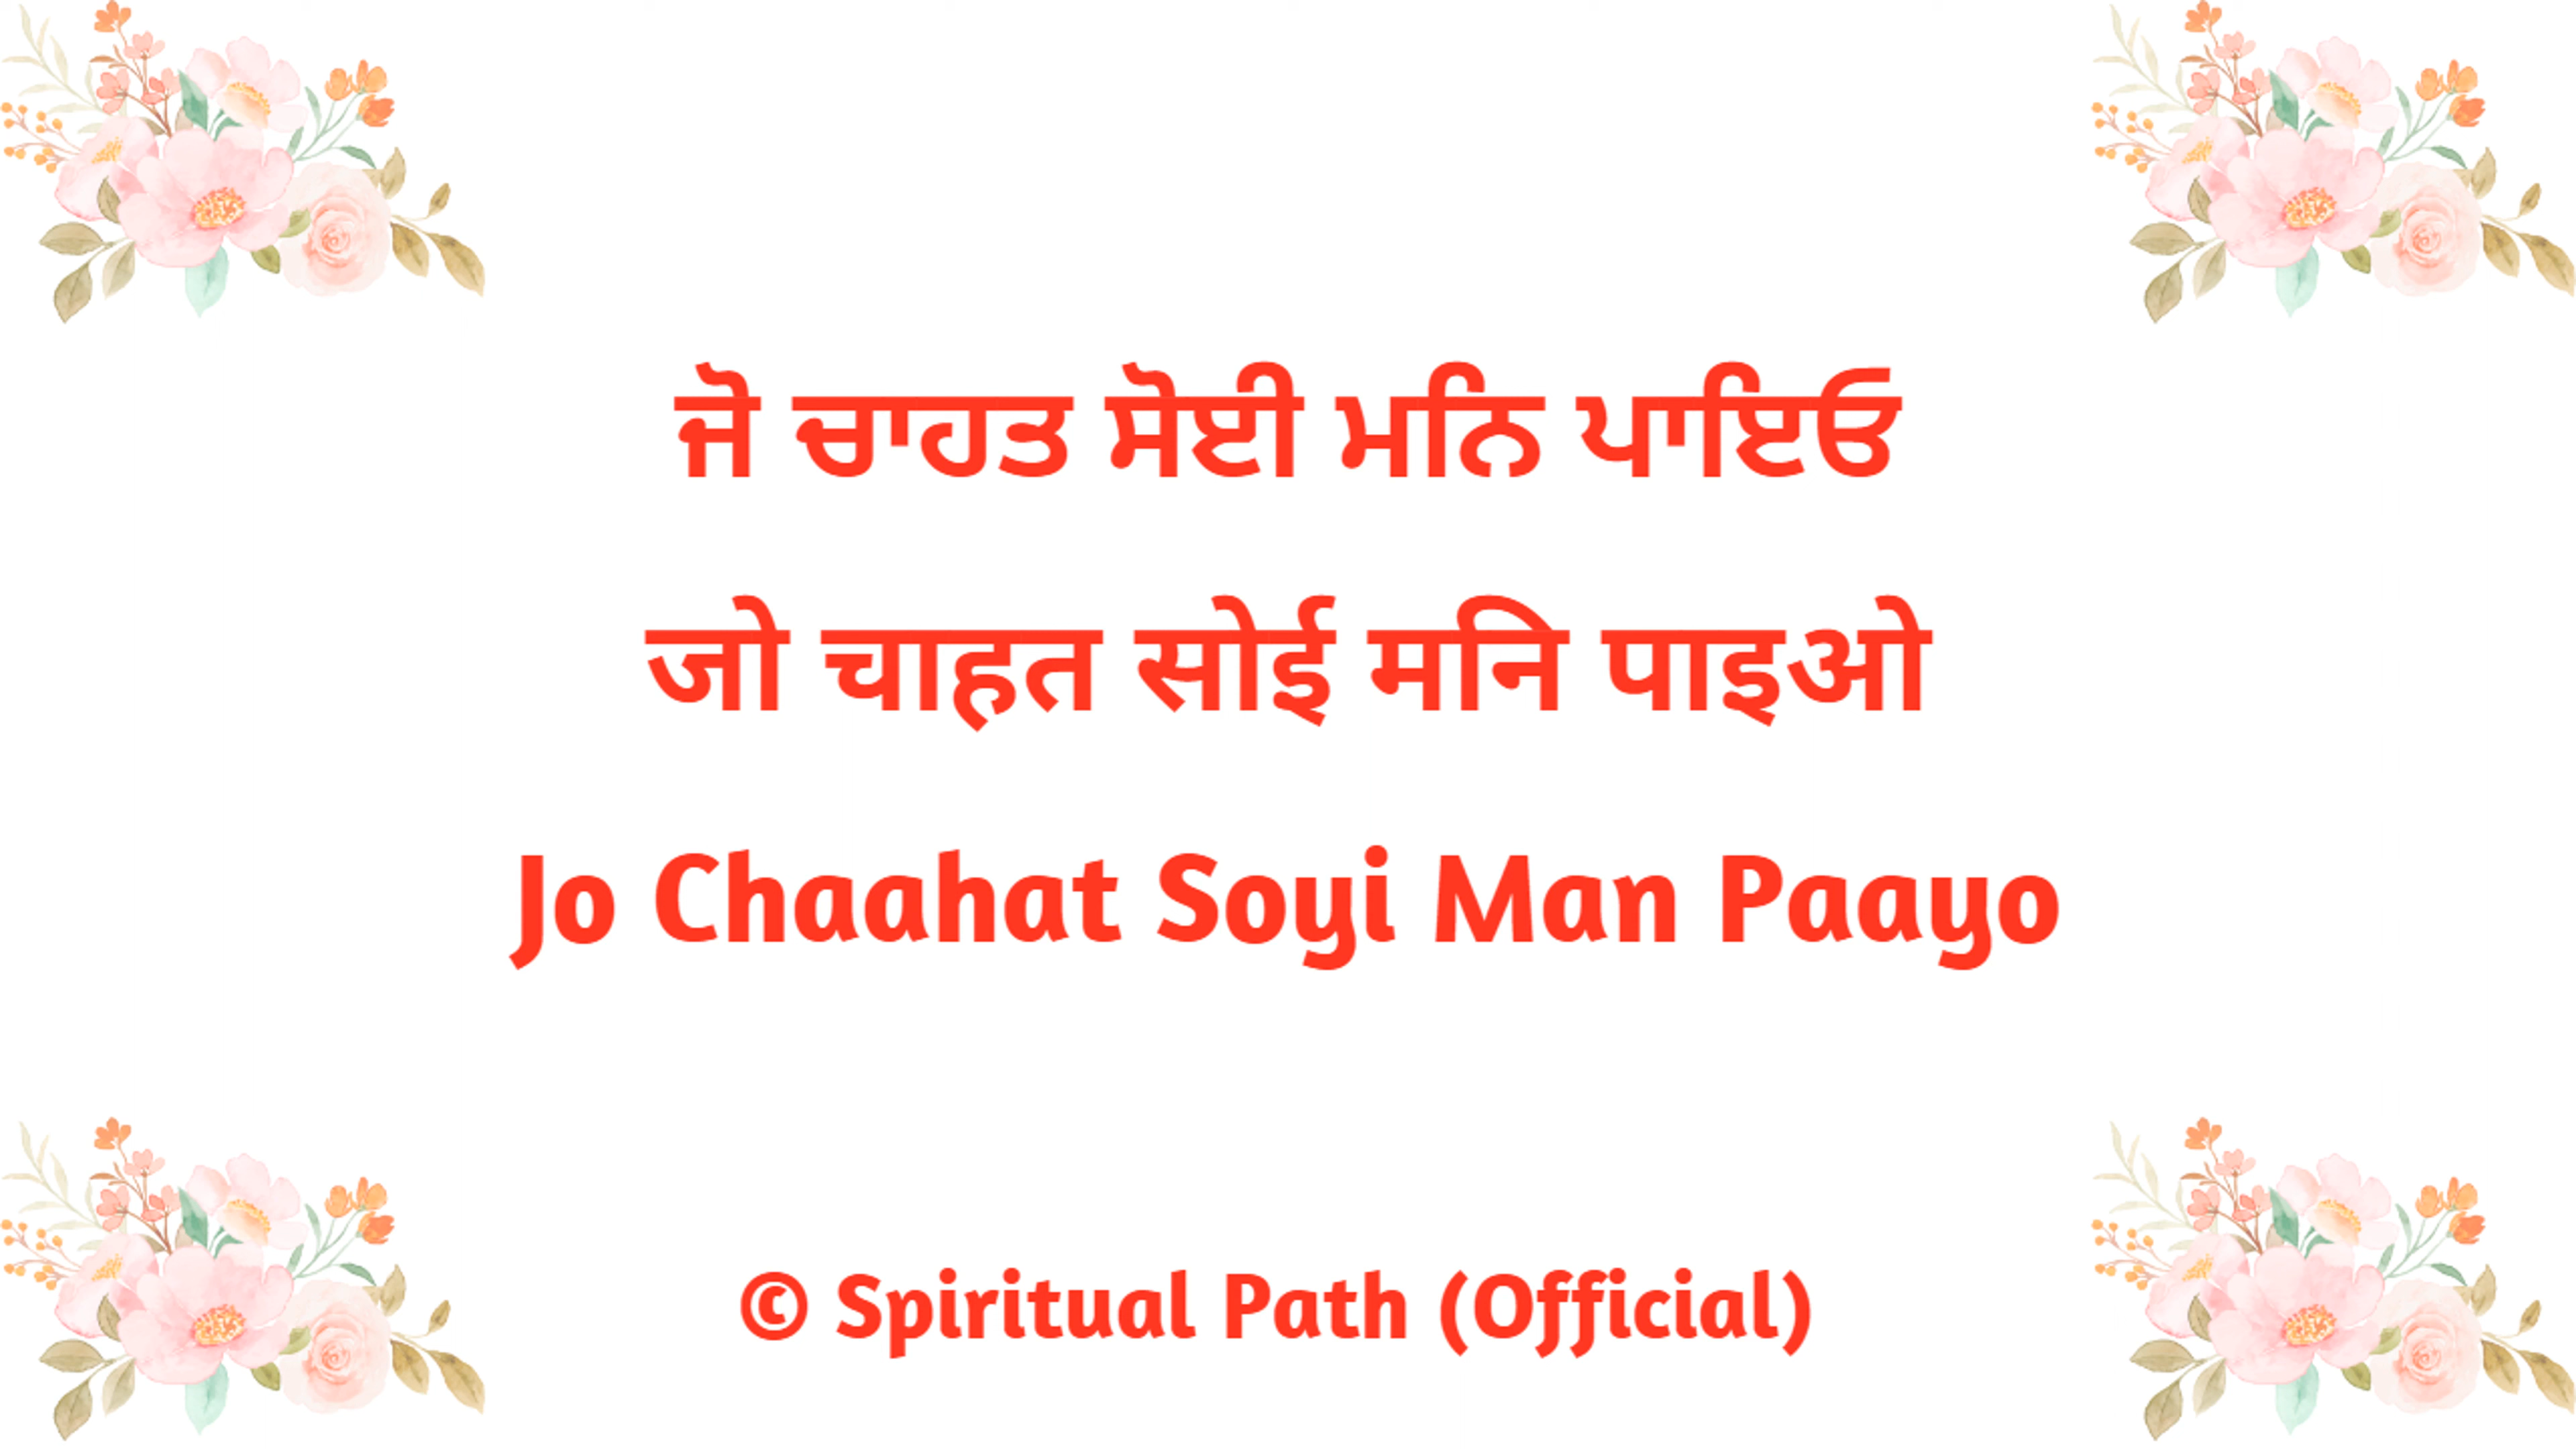 ਜੋ ਚਾਹਤ ਸੋਈ ਮਨਿ ਪਾਇਓ
जो चाहत सोई मनि पाइओ
Jo Chaahat Soyi Man Paayo
© Spiritual Path (Official)